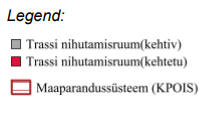 Legend:
Trassi nihutamisruum(kehtiv)
Trassi nihutamisruum(kehtetu)
Maaparandussüsteem (KPOIS)